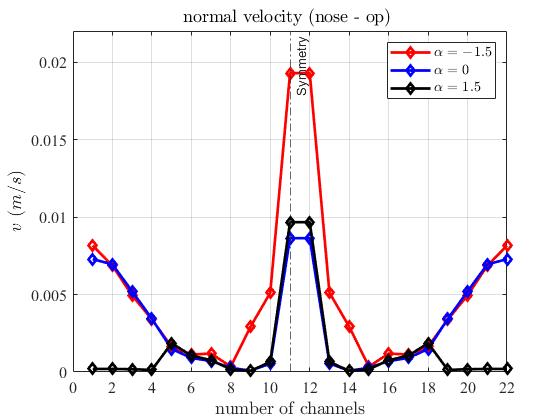 normal velocity (nose - op)
Symmetry
α = −1.5
α = 0
α = 1.5
0.02
0.015
0.01
0.005
0
v (m/s)
0 2 4 6 8 10 12 14 16 18 20 22
number of channels